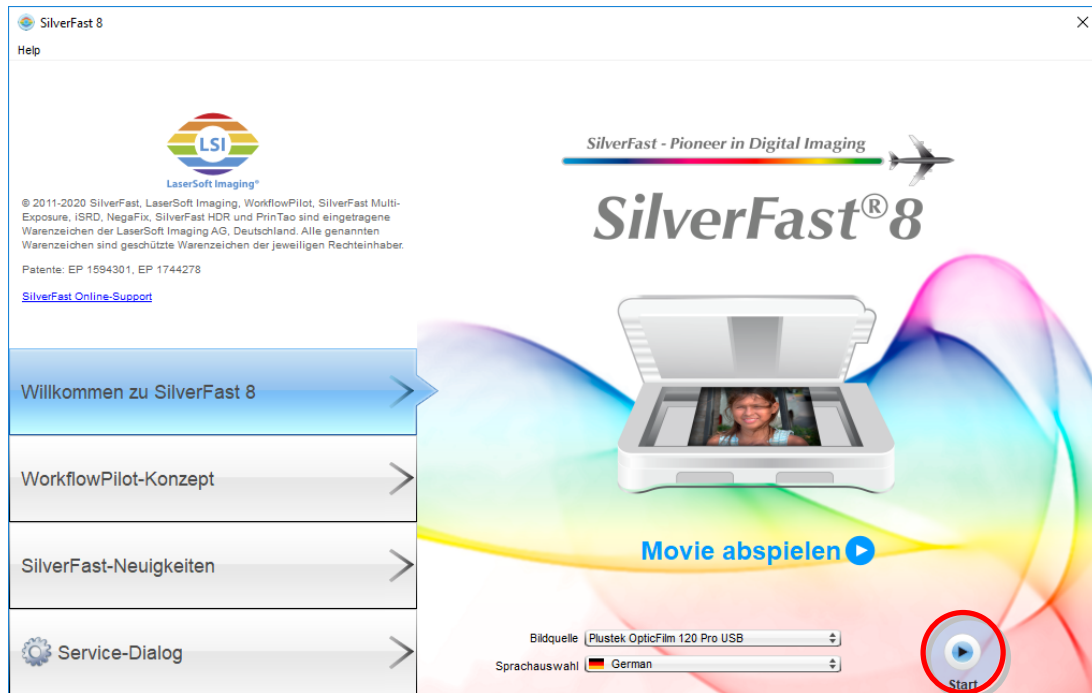 SilverFast 8
Help
LSI
LaserSoft Imaging®
© 2011-2020 SilverFast, LaserSoft Imaging, WorkflowPilot, SilverFast Multi-
Exposure, iSRD, NegaFix, SilverFast HDR und PrinTao sind eingetragene
Warenzeichen der LaserSoft Imaging AG, Deutschland. Alle genannten
Warenzeichen sind geschützte Warenzeichen der jeweiligen Rechteinhaber.
Patente: EP 1594301, EP 1744278
SilverFast Online-Support
Willkommen zu SilverFast 8
WorkflowPilot-Konzept
SilverFast-Neuigkeiten
Service-Dialog
SilverFast - Pioneer in Digital Imaging
SilverFast®8
Movie abspielen
Bildquelle Plustek OpticFilm 120 Pro USB
Sprachauswahl German
Start